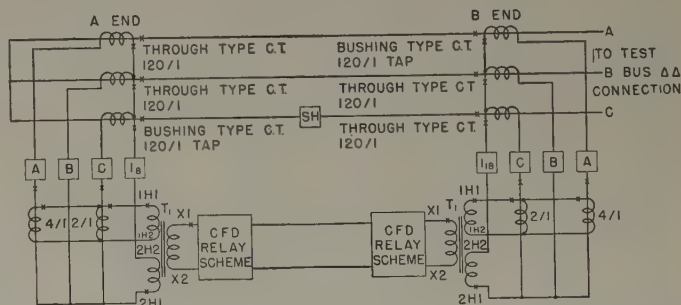 A END
B END
A
THROUGH TYPE C.T.
120/1
BUSHING TYPE C.T.
120/1 TAP
TO TEST
B BUS ΔΔ
CONNECTION
THROUGH TYPE C.T.
120/1
THROUGH TYPE CT
120/1
SH
C
BUSHING TYPE C.T.
120/1 TAP
THROUGH TYPE CT.
120/1
A
B
C
I18
I18
C
B
A
4/1
2/1
1H1
T1
1H2
2H2
2H1
X1
X2
CFD
RELAY
SCHEME
CFD
RELAY
SCHEME
X1
X2
T1
1H1
1H2
2H2
2H1
2/1
4/1